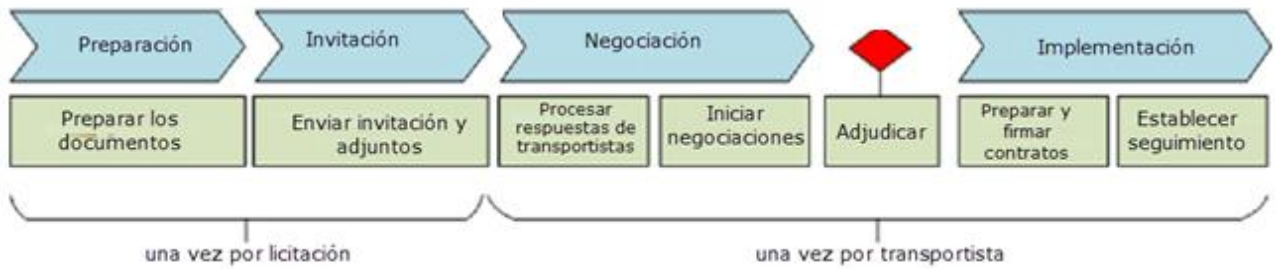 Preparación
Invitación
Negociación
Implementación
Preparar los
documentos
Enviar invitación y
adjuntos
Procesar
respuestas de
transportistas
Iniciar
negociaciones
Adjudicar
Preparar y
firmar
contratos
Establecer
seguimiento
una vez por licitación
una vez por transportista